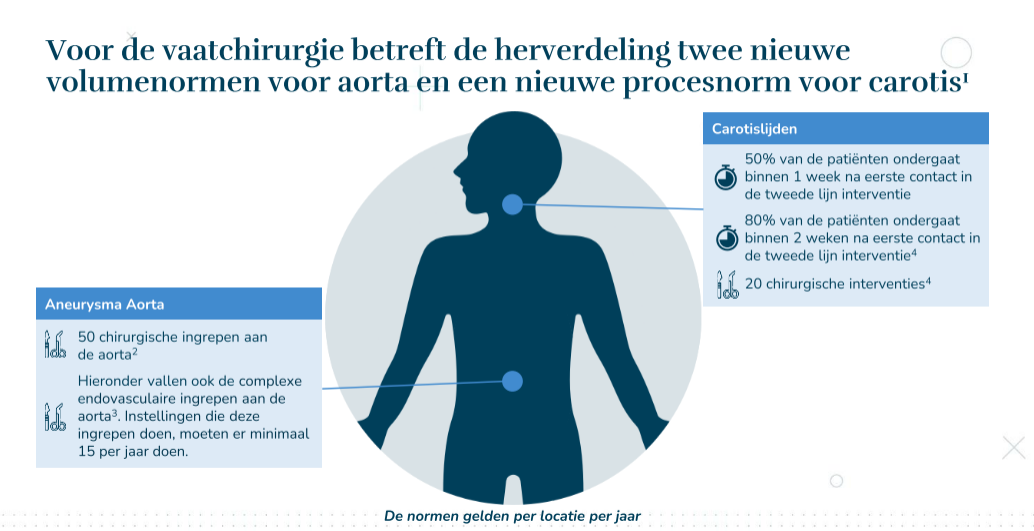 Voor de vaatchirurgie betreft de herverdeling twee nieuwe
volumenormen voor aorta en een nieuwe procesnorm voor carotis¹
Carotislijden
50% van de patiënten ondergaat
binnen 1 week na eerste contact in
de tweede lijn interventie
80% van de patiënten ondergaat
binnen 2 weken na eerste contact in
de tweede lijn interventie⁴
20 chirurgische interventies⁴
Aneurysma Aorta
50 chirurgische ingrepen aan
de aorta²
Hieronder vallen ook de complexe
endovasculaire ingrepen aan de
aorta³. Instellingen die deze
ingrepen doen, moeten er minimaal
15 per jaar doen.
De normen gelden per locatie per jaar